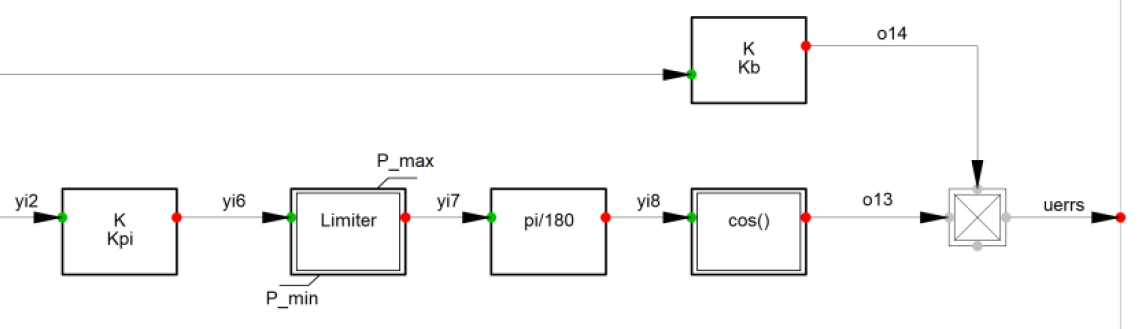 o14
K
Kb
P_max
yi2
K
Kpi
yi6
Limiter
yi7
pi/180
yi8
cos()
o13
uerrs
P_min